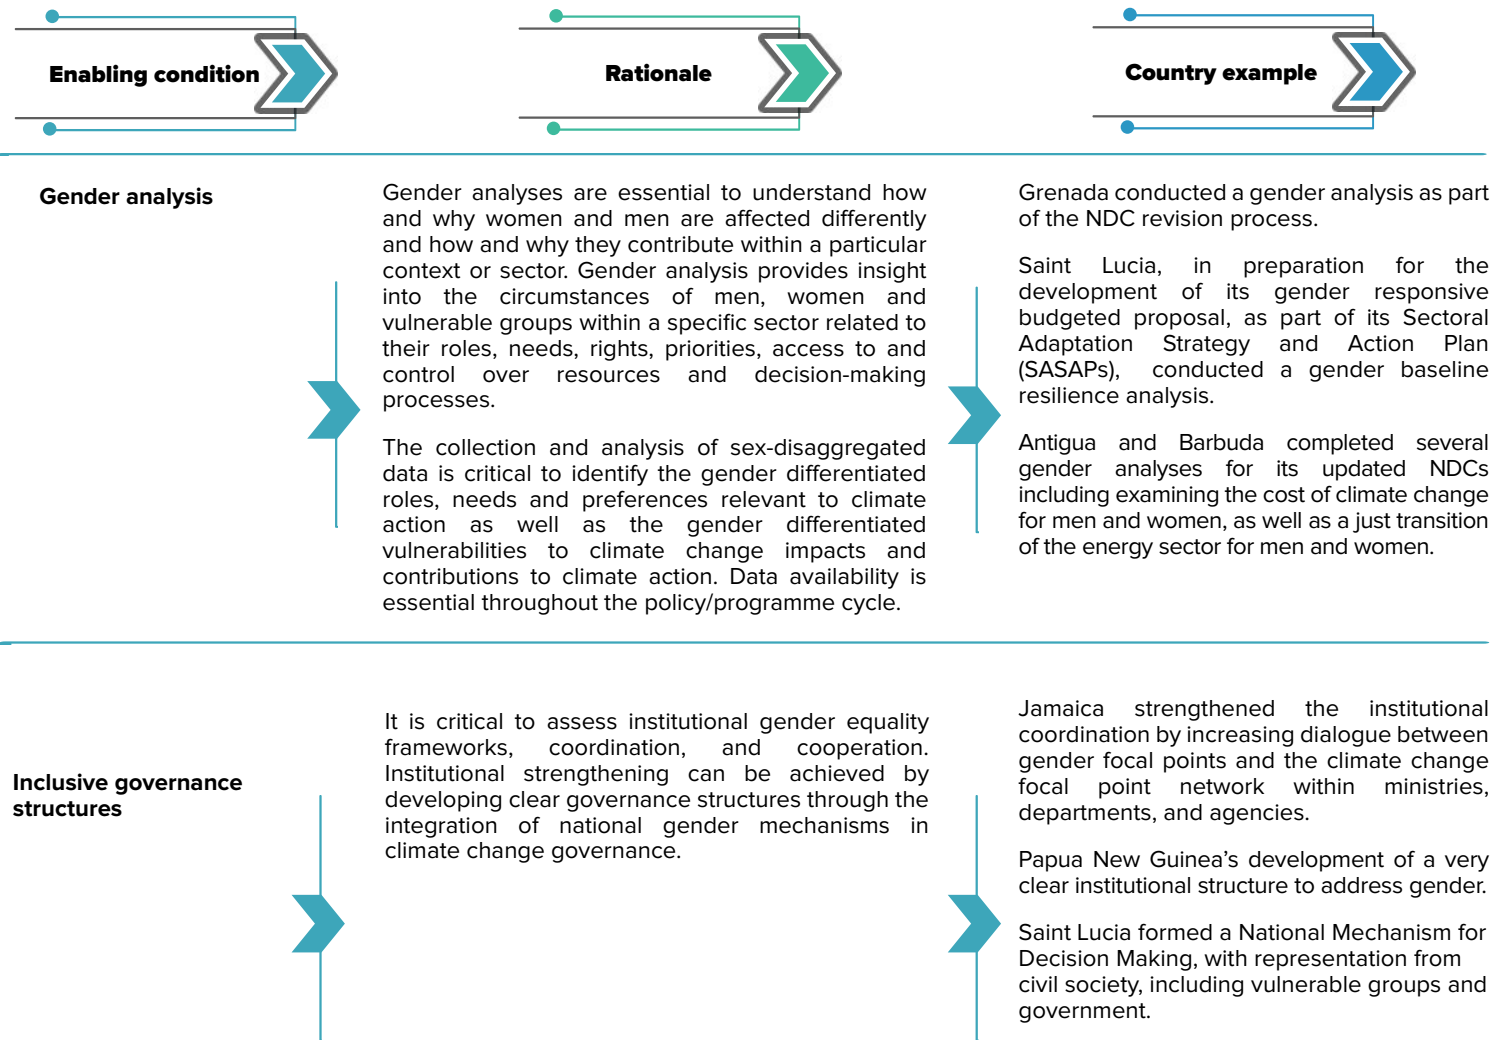 Enabling condition
Rationale
Country example
Gender analysis
Gender analyses are essential to understand how
and why women and men are affected differently
and how and why they contribute within a particular
context or sector. Gender analysis provides insight
into the circumstances of men, women and
vulnerable groups within a specific sector related to
their roles, needs, rights, priorities, access to and
control over resources and decision-making
processes.
The collection and analysis of sex-disaggregated
data is critical to identify the gender differentiated
roles, needs and preferences relevant to climate
action as well as the gender differentiated
vulnerabilities to climate change impacts and
contributions to climate action. Data availability is
essential throughout the policy/programme cycle.
Grenada conducted a gender analysis as part
of the NDC revision process.
Saint Lucia, in preparation for the
development of its gender responsive
budgeted proposal, as part of its Sectoral
Adaptation Strategy and Action Plan
(SASAPs), conducted a gender baseline
resilience analysis.
Antigua and Barbuda completed several
gender analyses for its updated NDCs
including examining the cost of climate change
for men and women, as well as a just transition
of the energy sector for men and women.
Inclusive governance
structures
It is critical to assess institutional gender equality
frameworks, coordination, and cooperation.
Institutional strengthening can be achieved by
developing clear governance structures through the
integration of national gender mechanisms in
climate change governance.
Jamaica strengthened the institutional
coordination by increasing dialogue between
gender focal points and the climate change
focal point network within ministries,
departments, and agencies.
Papua New Guinea's development of a very
clear institutional structure to address gender.
Saint Lucia formed a National Mechanism for
Decision Making, with representation from
civil society, including vulnerable groups and
government.